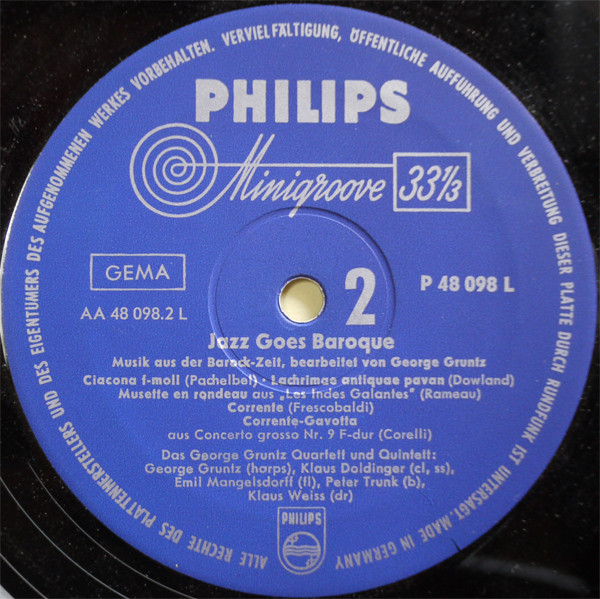 ALLE RECHTE DES PLATTENHERSTELLERS UND DES EIGENTÜMERS DES AUFGENOMMENEN WERKES VORBEHALTEN. VERVIELFÄLTIGUNG, ÖFFENTLICHE AUFFÜHRUNG UND VERBREITUNG DIESER PLATTE DURCH RUNDFUNK IST UNTERSAGT. MADE IN GERMANY
PHILIPS
Minigroove 33⅓
GEMA
2
P 48 098 L
AA 48 098.2 L
Jazz Goes Baroque
Musik aus der Barock-Zeit, bearbeitet von George Gruntz
Ciacona f-moll (Pachelbel) · Lachrimae antiquae pavan (Dowland)
Musette en rondeau aus „Les Indes Galantes" (Rameau)
Corrente (Frescobaldi)
Corrente-Gavotta
aus Concerto grosso Nr. 9 F-dur (Corelli)
Das George Gruntz Quartett und Quintett:
George Gruntz (harps), Klaus Doldinger (cl, ss),
Emil Mangelsdorff (fl), Peter Trunk (b),
Klaus Weiss (dr)
PHILIPS